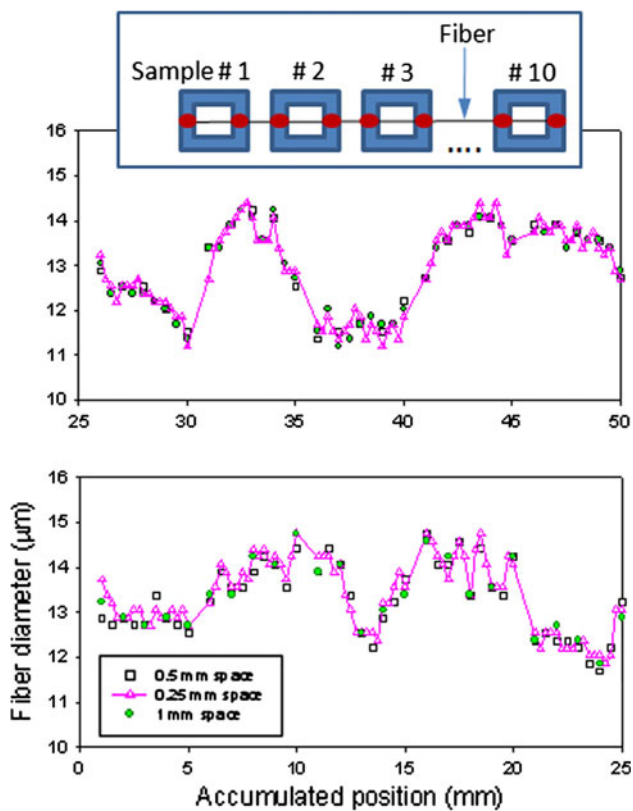 Fiber
Sample # 1 # 2 # 3 # 10
....
16
15
14
13
12
11
10
25 30 35 40 45 50
16
15
14
13
12
11
10
0.5 mm space
0.25 mm space
1 mm space
0 5 10 15 20 25
Fiber diameter (µm)
Accumulated position (mm)